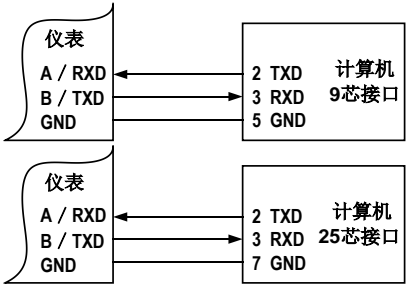 仪表
A / RXD
B / TXD
GND
2 TXD
3 RXD
5 GND
计算机
9芯接口
仪表
A / RXD
B / TXD
GND
2 TXD
3 RXD
7 GND
计算机
25芯接口